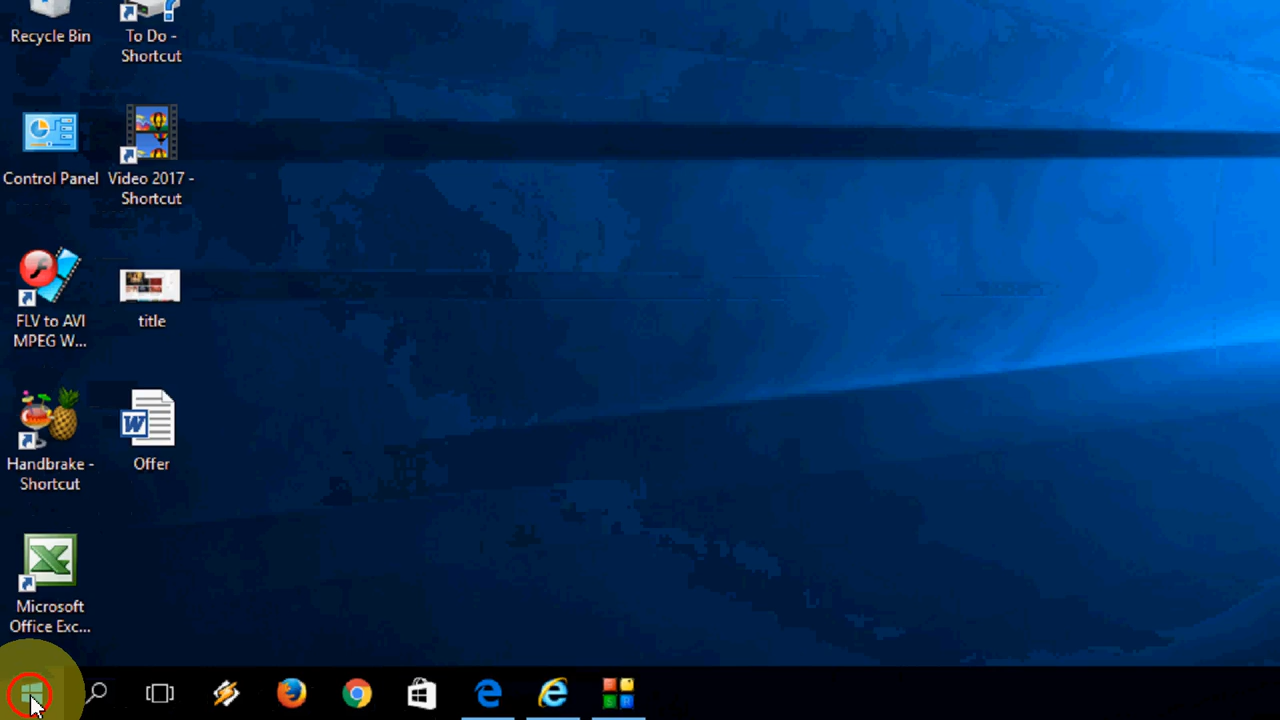 Recycle Bin
To Do -
Shortcut
Control Panel
Video 2017 -
Shortcut
FLV to AVI
MPEG W...
title
Handbrake -
Shortcut
Offer
Microsoft
Office Exc...